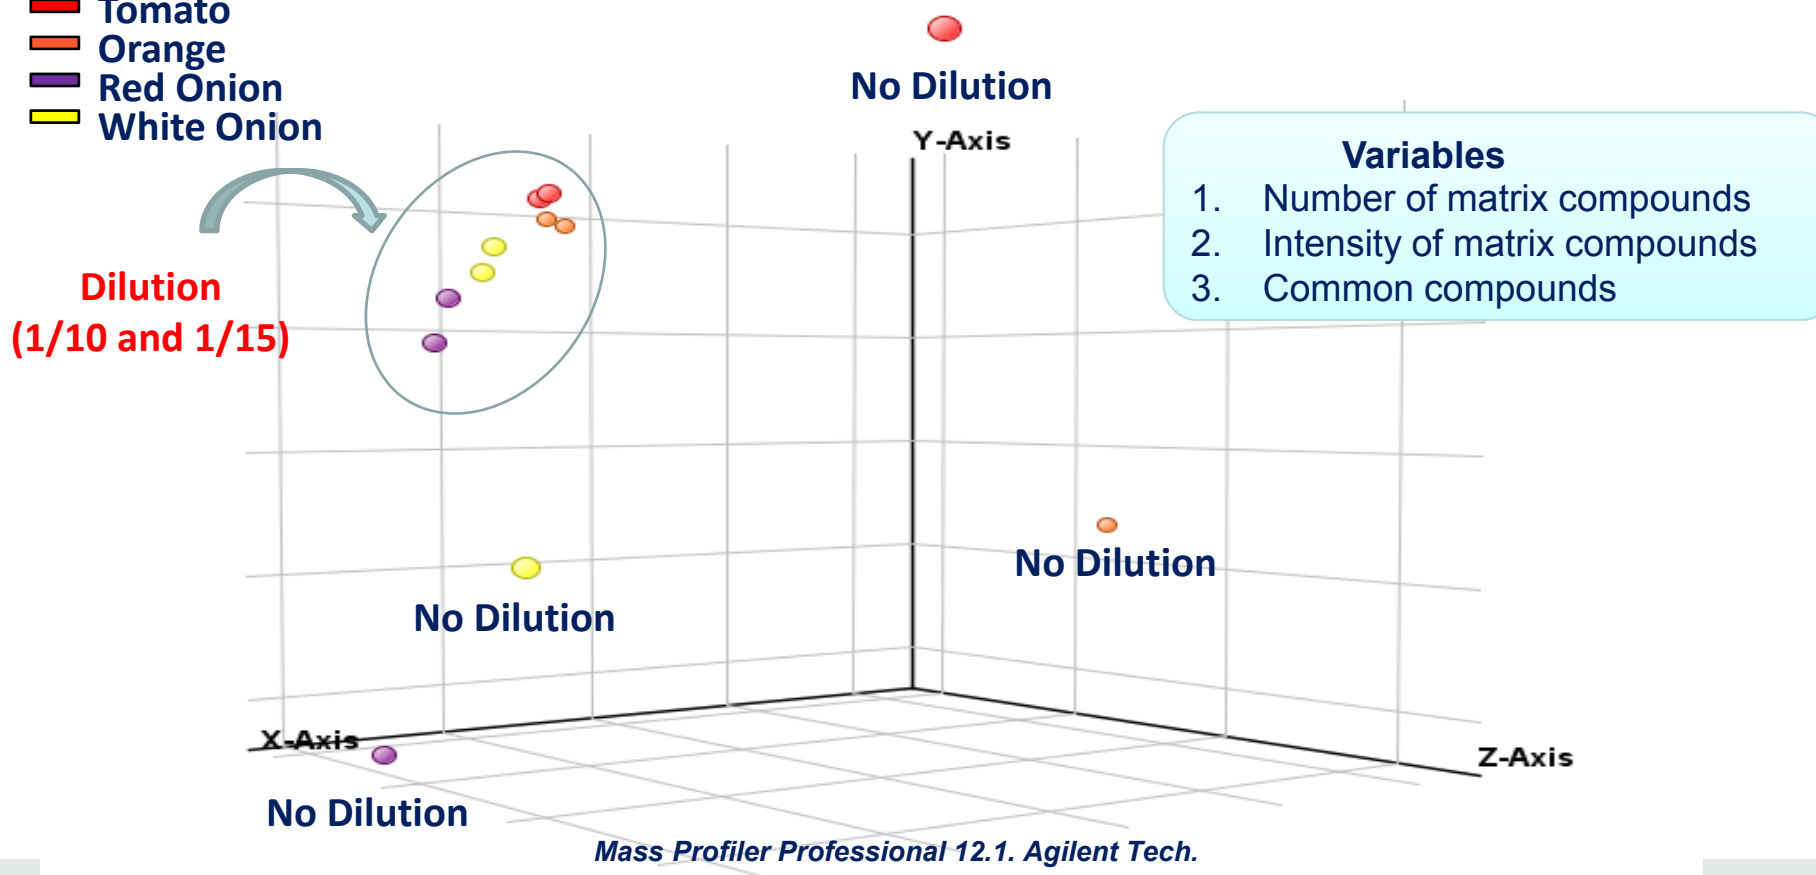 Tomato
Orange
Red Onion
White Onion
No Dilution
Y-Axis
Variables
1. Number of matrix compounds
2. Intensity of matrix compounds
3. Common compounds
Dilution
(1/10 and 1/15)
No Dilution
No Dilution
X-Axis
Z-Axis
No Dilution
Mass Profiler Professional 12.1. Agilent Tech.